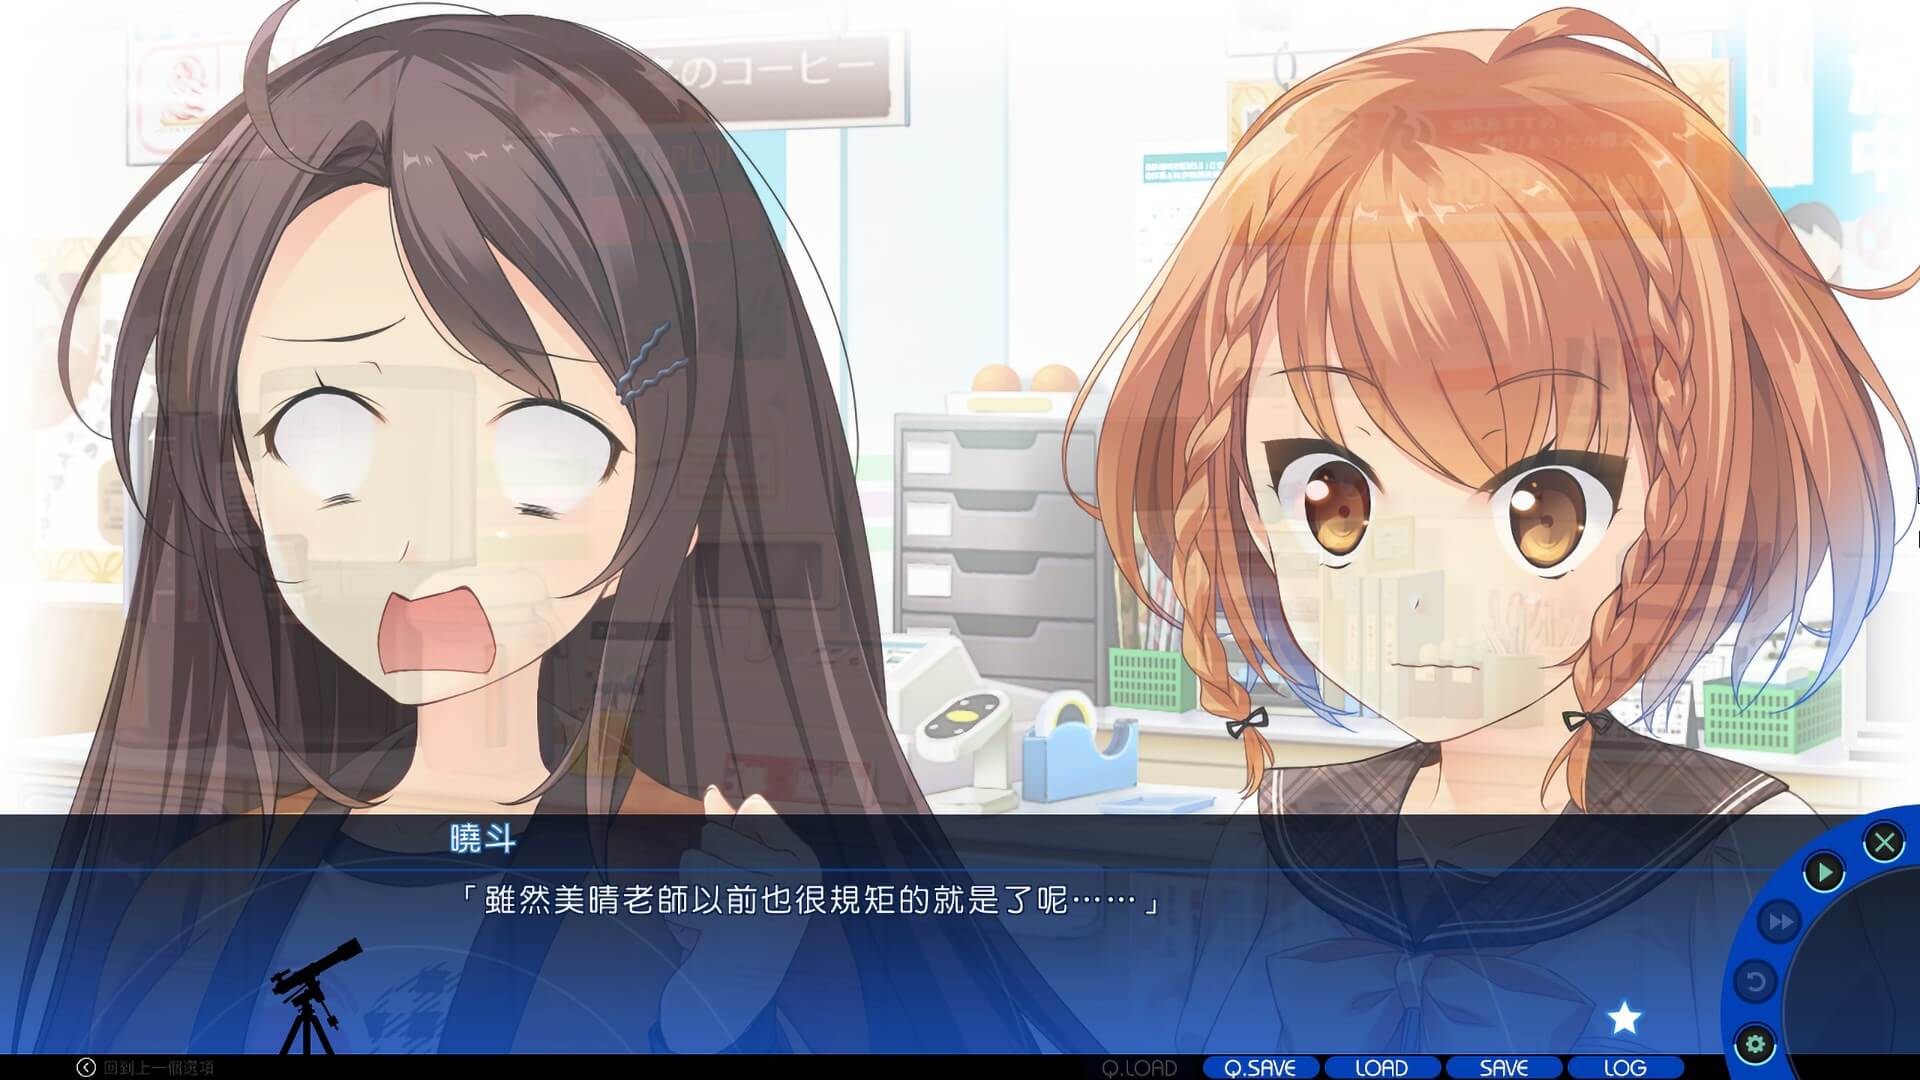 のコーヒー
曉斗
「雖然美晴老師以前也很規矩的就是了呢……」
回到上一個選項
Q.LOAD
Q.SAVE
LOAD
SAVE
LOG